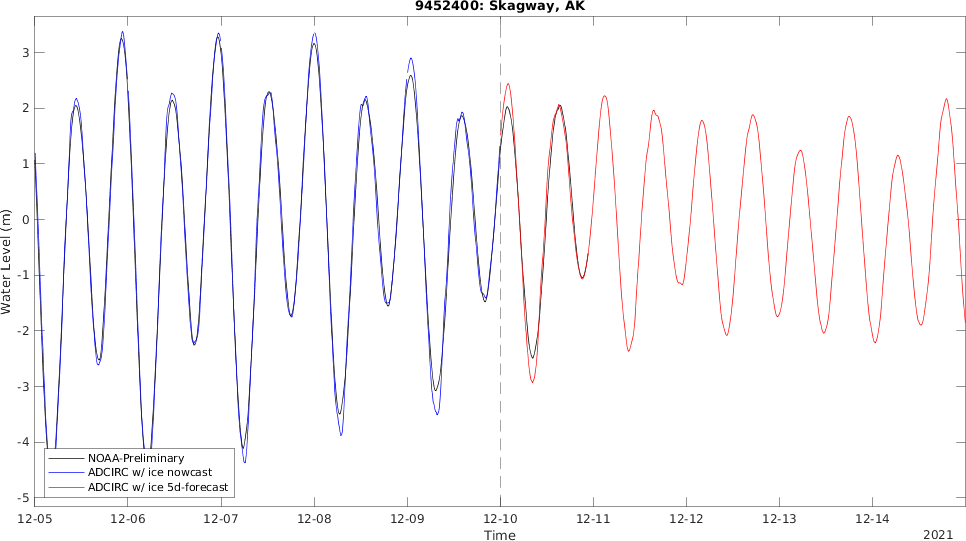 9452400: Skagway, AK
Water Level (m)
3
2
1
0
-1
-2
-3
-4
-5
NOAA-Preliminary
ADCIRC w/ ice nowcast
ADCIRC w/ ice 5d-forecast
12-05 12-06 12-07 12-08 12-09 12-10 12-11 12-12 12-13 12-14
Time
2021